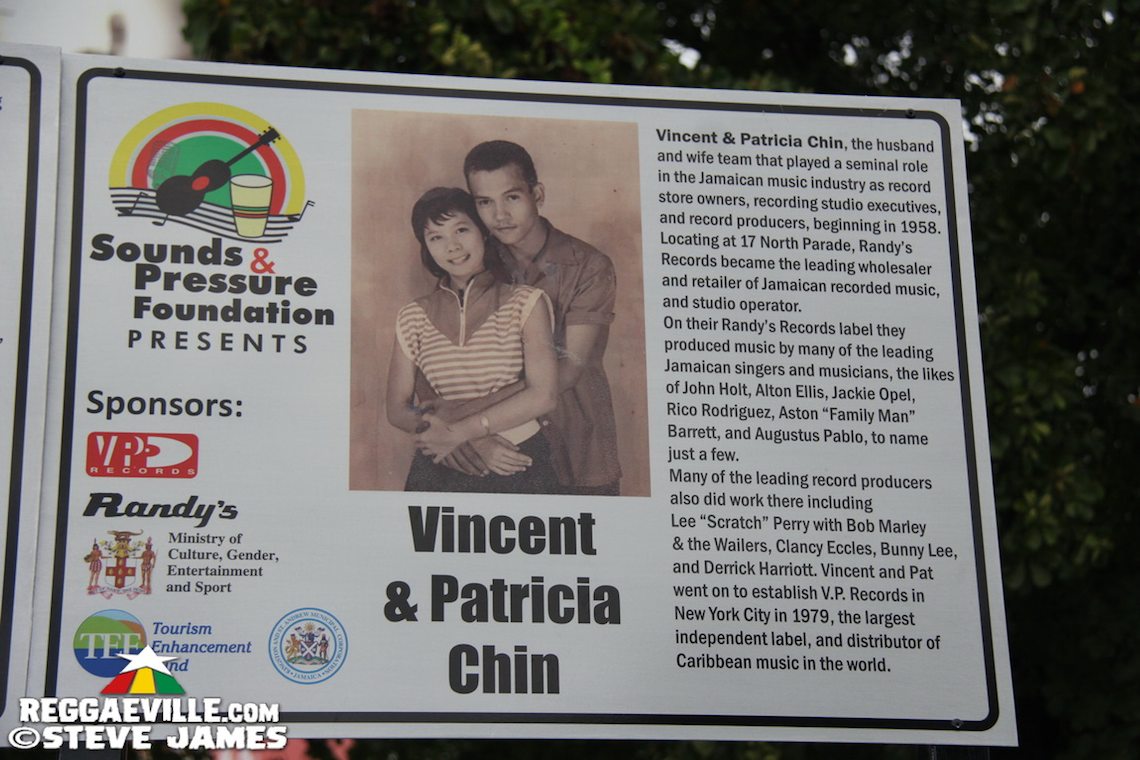 Sounds &
Pressure
Foundation
PRESENTS
Sponsors:
VP
RECORDS
Randy's
Ministry of
Culture, Gender,
Entertainment
and Sport
TEF
Tourism
Enhancement
Vincent
& Patricia
Chin
Vincent & Patricia Chin, the husband
and wife team that played a seminal role
in the Jamaican music industry as record
store owners, recording studio executives,
and record producers, beginning in 1958.
Locating at 17 North Parade, Randy's
Records became the leading wholesaler
and retailer of Jamaican recorded music,
and studio operator.
On their Randy's Records label they
produced music by many of the leading
Jamaican singers and musicians, the likes
of John Holt, Alton Ellis, Jackie Opel,
Rico Rodriguez, Aston "Family Man"
Barrett, and Augustus Pablo, to name
just a few.
Many of the leading record producers
also did work there including
Lee "Scratch" Perry with Bob Marley
& the Wailers, Clancy Eccles, Bunny Lee,
and Derrick Harriott. Vincent and Pat
went on to establish V.P. Records in
New York City in 1979, the largest
independent label, and distributor of
Caribbean music in the world.
REGGAEVILLE.COM
©STEVE JAMES